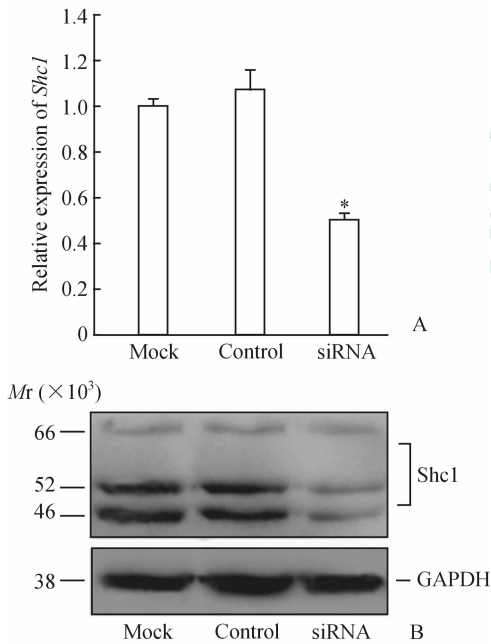 1.4
1.2
1.0
0.8
0.6
0.4
0.2
0
Relative expression of Shc1
*
Mock Control siRNA
A
Mr (×10³)
66
52
46
Shc1
38
GAPDH
Mock Control siRNA
B